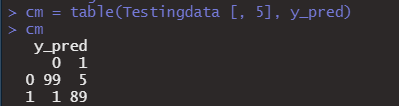 > cm = table(Testingdata [, 5], y_pred)
> cm
y_pred
0 1
0 99 5
1 1 89